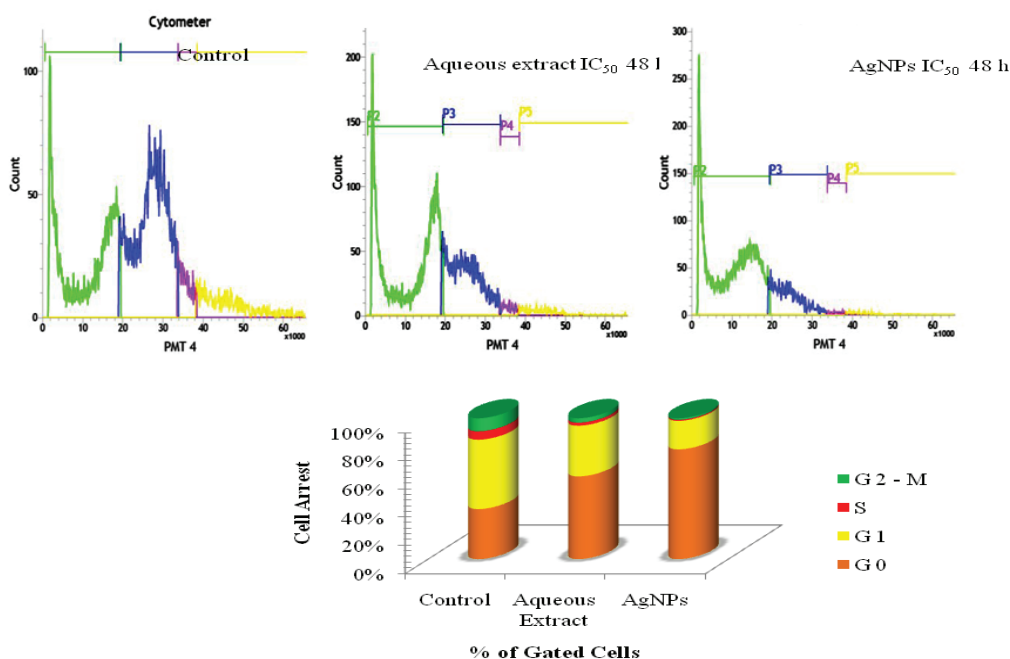 Cytometer
Control
Count
100
50
0
0 10 20 30 40 50 60
x1000
PMT 4
Aqueous extract IC₅₀ 48 l
Count
200
150
100
50
0
P2 P3 P4 P5
0 10 20 30 40 50 60
x1000
PMT 4
AgNPs IC₅₀ 48 h
Count
300
250
200
150
100
50
0
P2 P3 P4 P5
0 10 20 30 40 50 60
x1000
PMT 4
Cell Arrest
100%
80%
60%
40%
20%
0%
Control Aqueous Extract AgNPs
% of Gated Cells
G2 - M
S
G1
G0